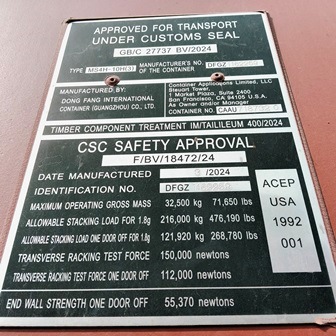 APPROVED FOR TRANSPORT
UNDER CUSTOMS SEAL
GB/C 27737 BV/2024
TYPE MS4H-10H(3) MANUFACTURER'S NO. OF THE CONTAINER DFGZ
MANUFACTURED BY:
DONG FANG INTERNATIONAL
CONTAINER (GUANGZHOU) CO., LTD.
Container Applications Limited, LLC
Steuart Tower,
1 Market Plaza, Suite 2400
San Francisco, CA 94105 U.S.A.
As Owner and/or Manager
CONTAINER NO. CAAU
TIMBER COMPONENT TREATMENT IM/TAILILEUM 400/2024
CSC SAFETY APPROVAL
F/BV/18472/24
DATE MANUFACTURED 3 /2024
IDENTIFICATION NO. DFGZ
MAXIMUM OPERATING GROSS MASS 32,500 kg 71,650 lbs
ALLOWABLE STACKING LOAD FOR 1.8g 216,000 kg 476,190 lbs
ALLOWABLE STACKING LOAD ONE DOOR OFF FOR 1.8g 121,920 kg 268,780 lbs
TRANSVERSE RACKING TEST FORCE 150,000 newtons
TRANSVERSE RACKING TEST FORCE ONE DOOR OFF 112,000 newtons
END WALL STRENGTH ONE DOOR OFF 55,370 newtons
ACEP
USA
1992
001